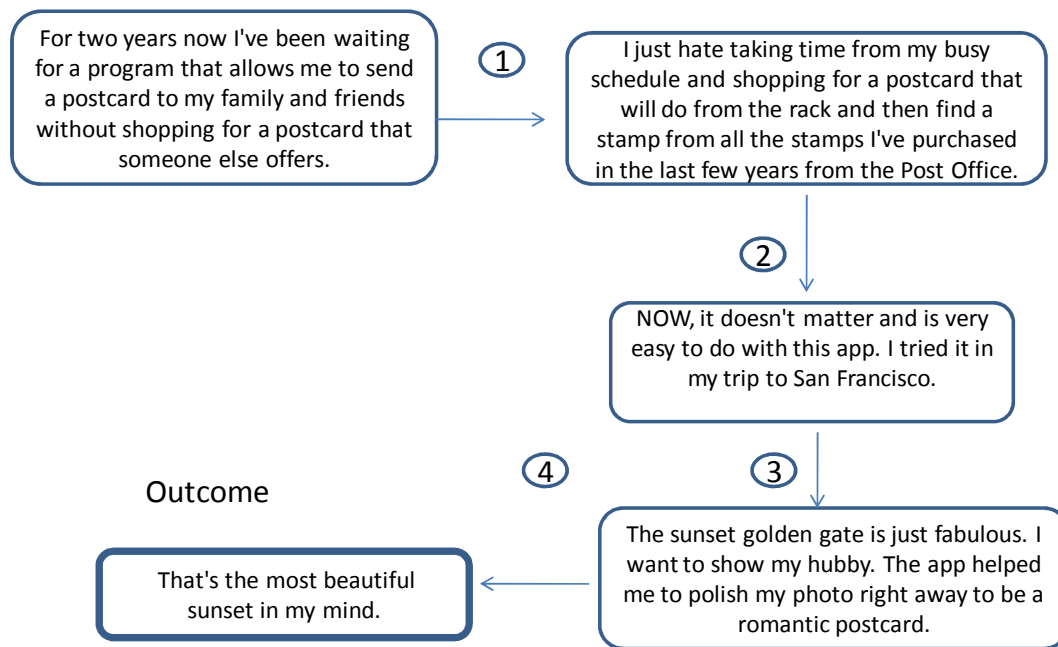 For two years now I've been waiting
for a program that allows me to send
a postcard to my family and friends
without shopping for a postcard that
someone else offers.
1
I just hate taking time from my busy
schedule and shopping for a postcard that
will do from the rack and then find a
stamp from all the stamps I've purchased
in the last few years from the Post Office.
2
NOW, it doesn't matter and is very
easy to do with this app. I tried it in
my trip to San Francisco.
3
The sunset golden gate is just fabulous. I
want to show my hubby. The app helped
me to polish my photo right away to be a
romantic postcard.
4
Outcome
That's the most beautiful
sunset in my mind.